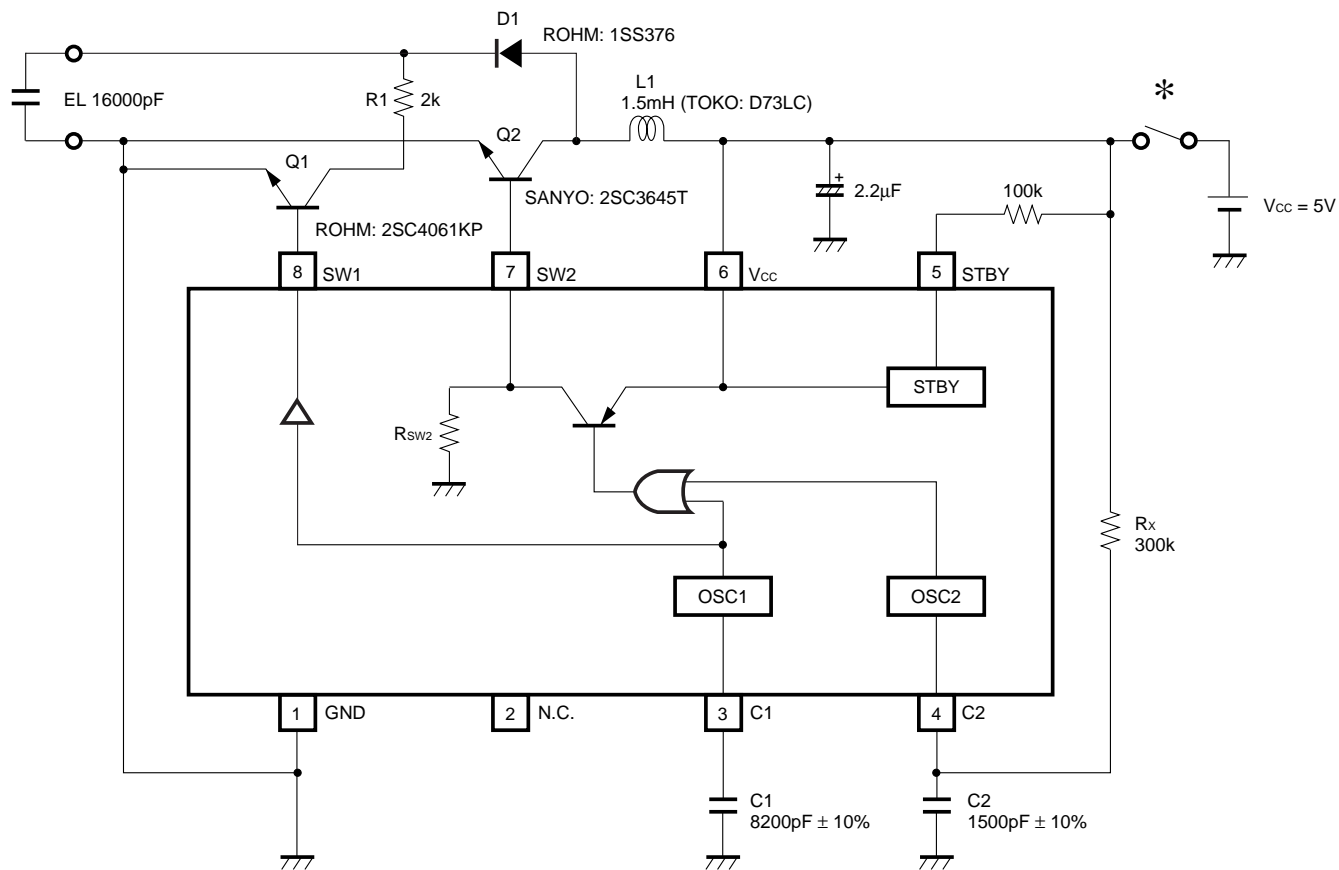 D1
ROHM: 1SS376
EL 16000pF
R1
2k
L1
1.5mH (TOKO: D73LC)
*
Q2
Q1
SANYO: 2SC3645T
ROHM: 2SC4061KP
+
2.2µF
100k
VCC = 5V
8
SW1
7
SW2
6
VCC
5
STBY
STBY
RSW2
RX
300k
OSC1
OSC2
1
GND
2
N.C.
3
C1
4
C2
C1
8200pF ± 10%
C2
1500pF ± 10%